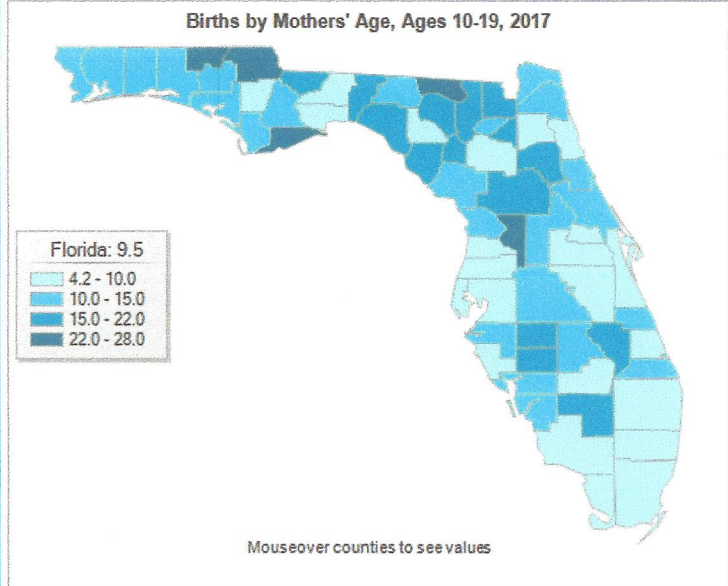 Births by Mothers' Age, Ages 10-19, 2017
Florida: 9.5
4.2 - 10.0
10.0 - 15.0
15.0 - 22.0
22.0 - 28.0
Mouseover counties to see values